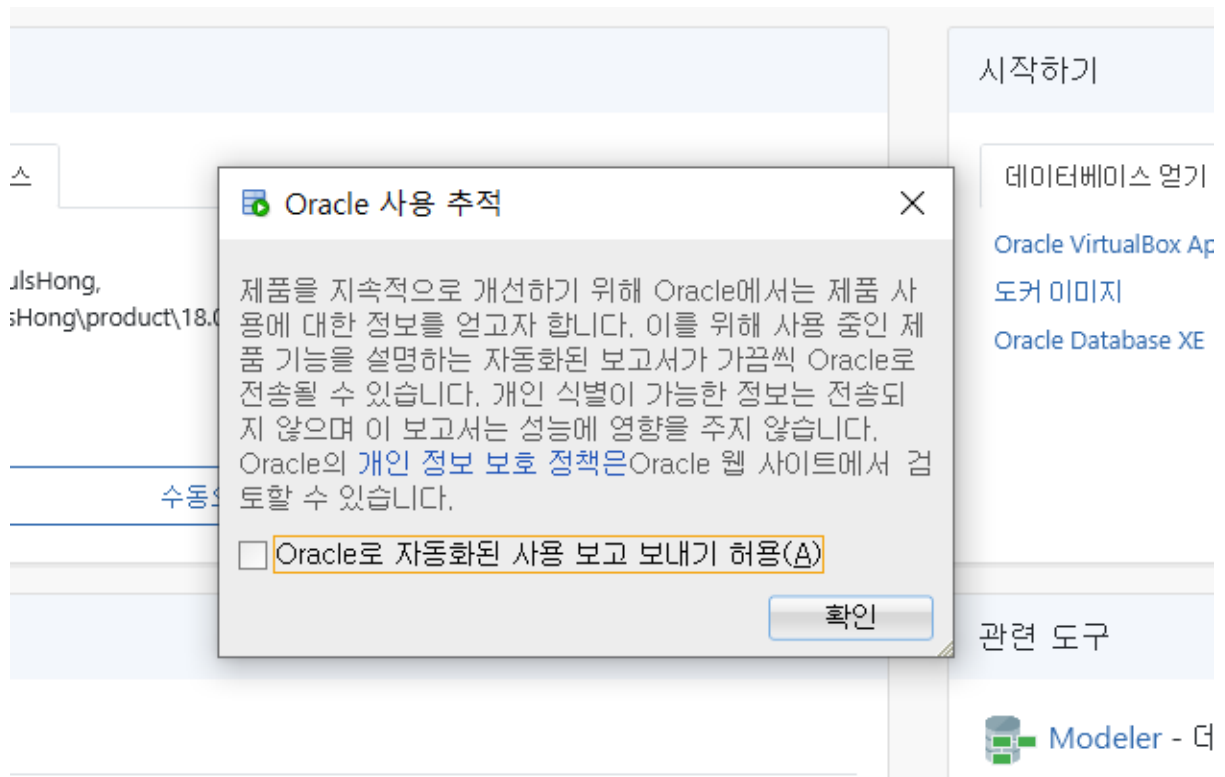 시작하기
스
데이터베이스 얻기
Oracle VirtualBox Ap
도커 이미지
Oracle Database XE
ulsHong,
sHong\product\18.0
수동으
Oracle 사용 추적
제품을 지속적으로 개선하기 위해 Oracle에서는 제품 사
용에 대한 정보를 얻고자 합니다. 이를 위해 사용 중인 제
품 기능을 설명하는 자동화된 보고서가 가끔씩 Oracle로
전송될 수 있습니다. 개인 식별이 가능한 정보는 전송되
지 않으며 이 보고서는 성능에 영향을 주지 않습니다.
Oracle의 개인 정보 보호 정책은Oracle 웹 사이트에서 검
토할 수 있습니다.
Oracle로 자동화된 사용 보고 보내기 허용(A)
확인
관련 도구
Modeler - 데